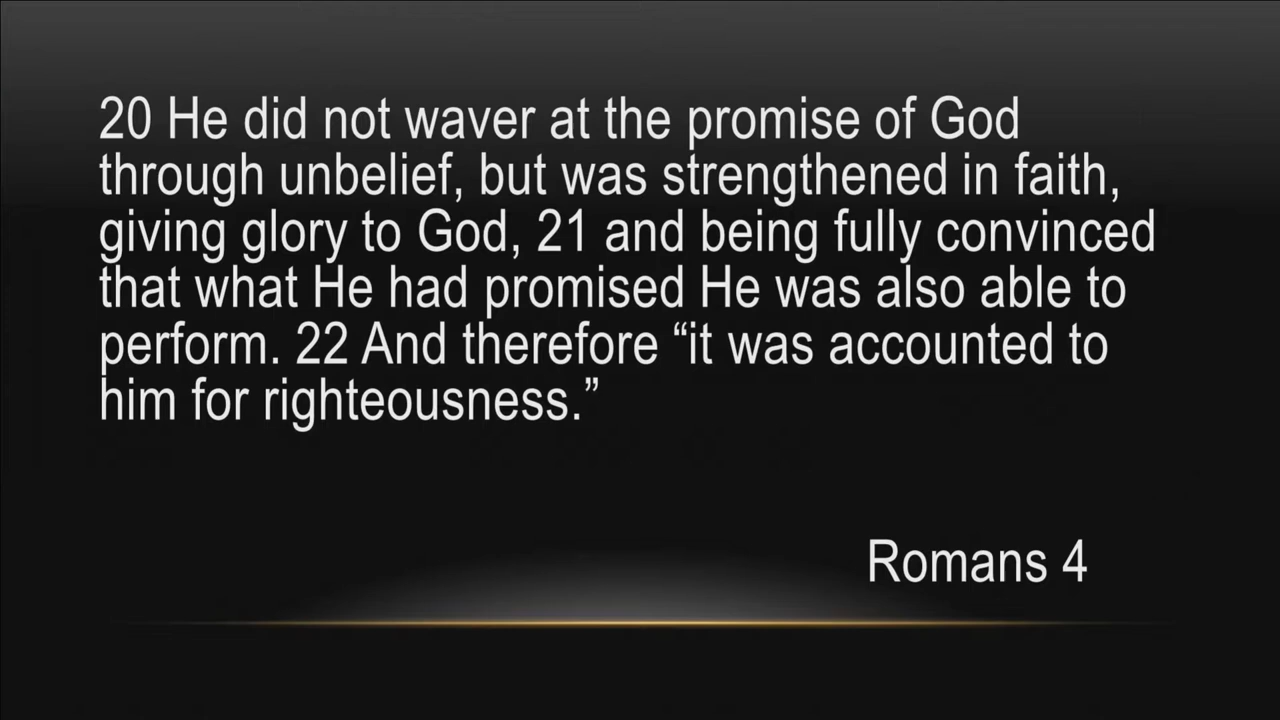 20 He did not waver at the promise of God
through unbelief, but was strengthened in faith,
giving glory to God, 21 and being fully convinced
that what He had promised He was also able to
perform. 22 And therefore “it was accounted to
him for righteousness.”
Romans 4